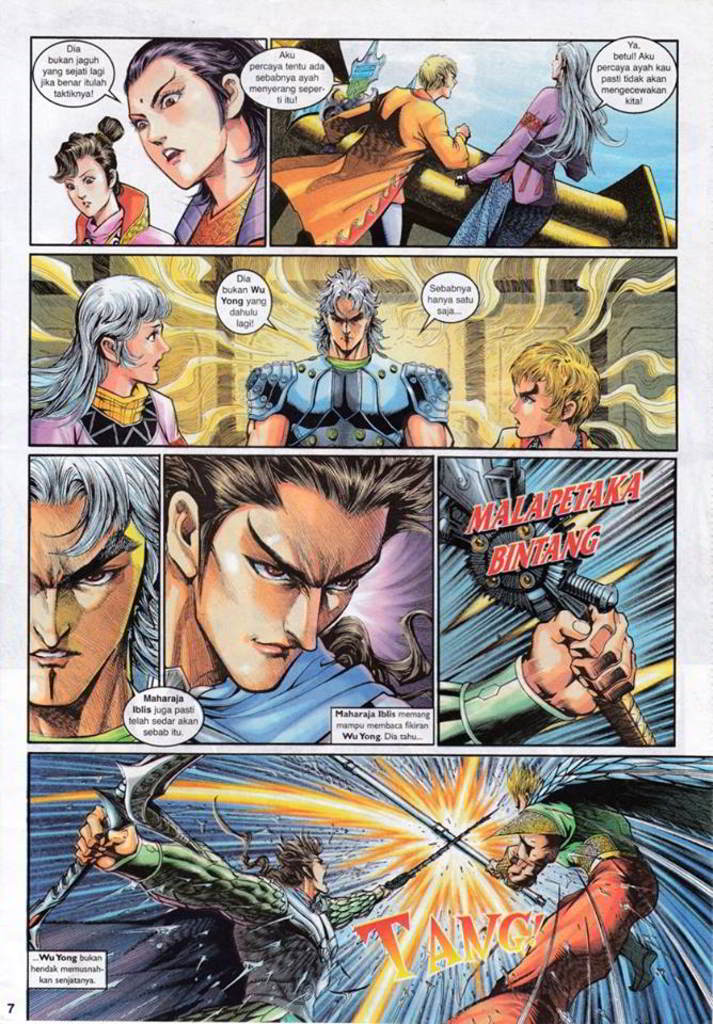 Dia
bukan jaguh
yang sejati lagi
jika benar itulah
taktiknya!
Aku
percaya tentu ada
sebabnya ayah
menyerang seper-
ti itu!
Ya,
betul! Aku
percaya ayah kau
pasti tidak akan
mengecewakan
kita!
Dia
bukan Wu
Yong yang
dahulu
lagi!
Sebabnya
hanya satu
saja...
Maharaja
Iblis juga pasti
telah sedar akan
sebab itu.
Maharaja Iblis memang
mampu membaca fikiran
Wu Yong. Dia tahu...
MALAPETAKA
BINTANG
...Wu Yong bukan
hendak memusnah-
kan senjatanya.
TANG!
7